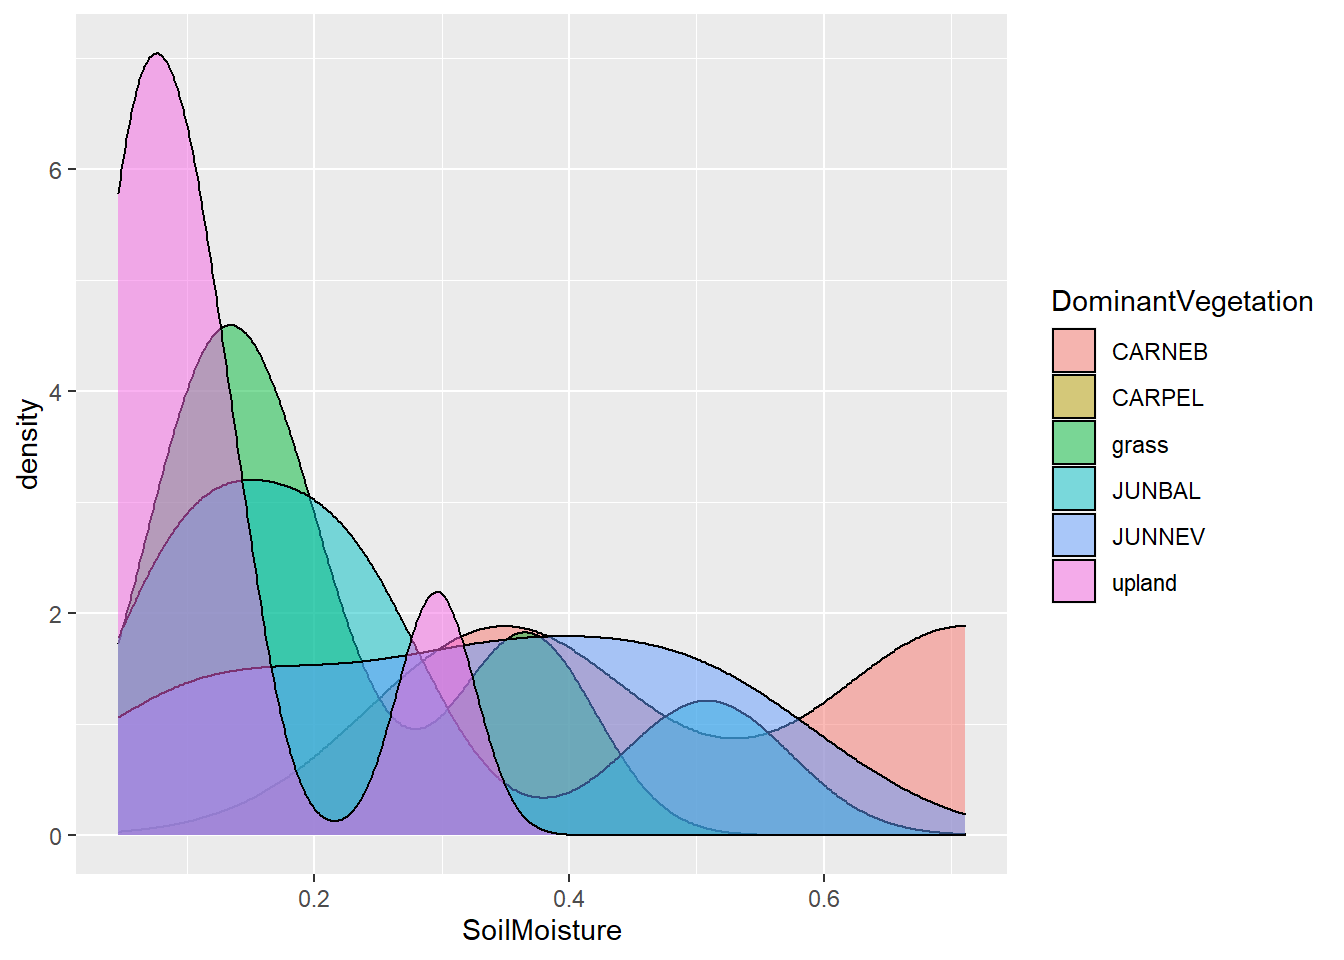 density
6
4
2
0
0.2
0.4
0.6
SoilMoisture
DominantVegetation
CARNEB
CARPEL
grass
JUNBAL
JUNNEV
upland